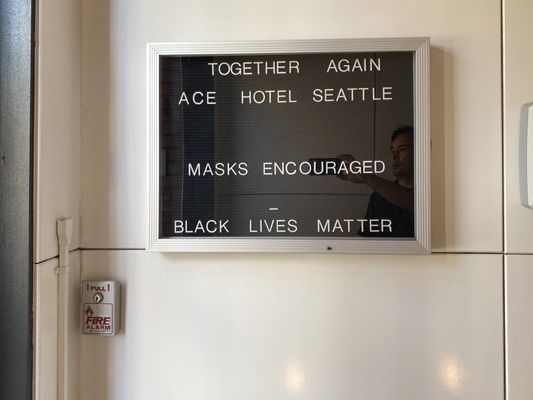 TOGETHER AGAIN
ACE HOTEL SEATTLE
MASKS ENCOURAGED
–
BLACK LIVES MATTER
PULL
FIRE
ALARM